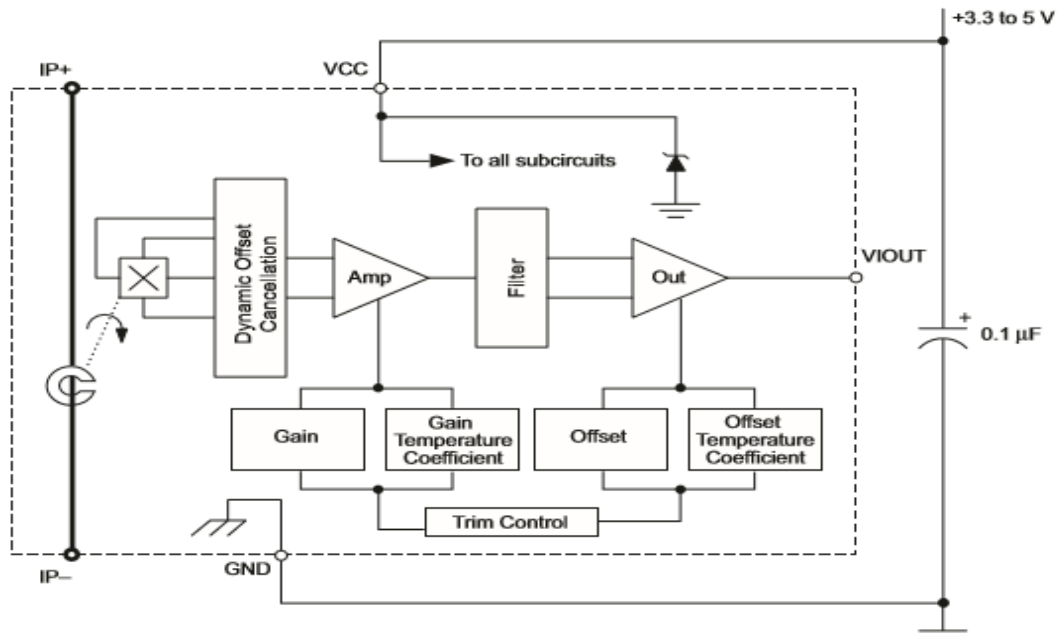 +3.3 to 5 V
IP+
VCC
To all subcircuits
Dynamic Offset
Cancellation
Amp
Filter
Out
VIOUT
+
0.1 µF
Gain
Gain
Temperature
Coefficient
Offset
Offset
Temperature
Coefficient
Trim Control
GND
IP–